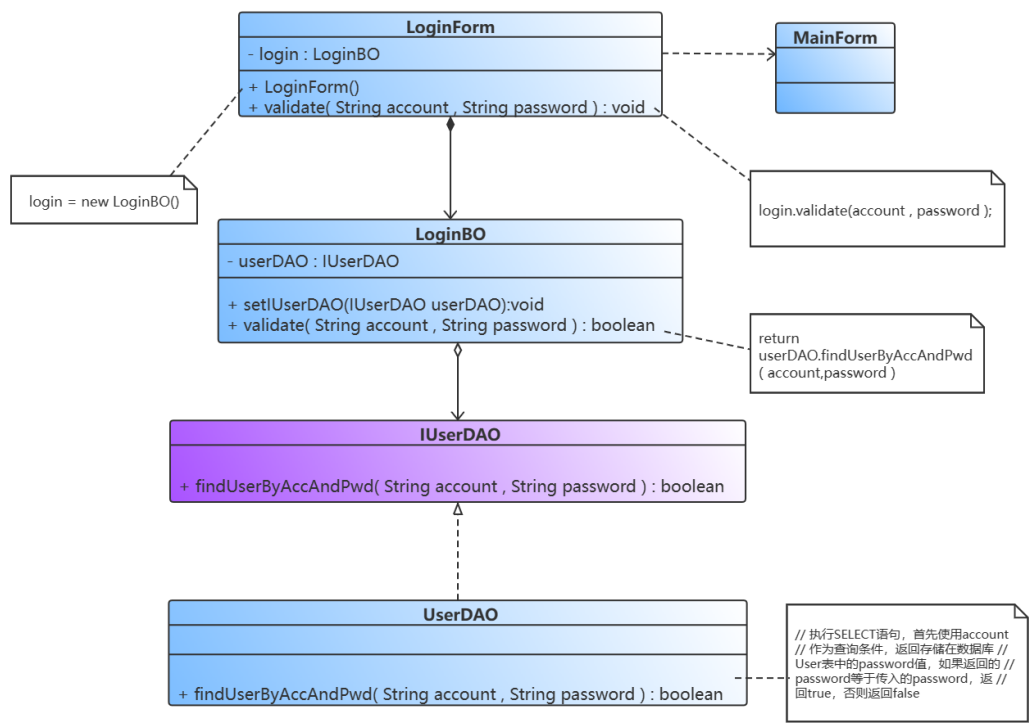 LoginForm
- login : LoginBO
+ LoginForm()
+ validate( String account , String password ) : void
MainForm
login = new LoginBO()
login.validate(account , password );
LoginBO
- userDAO : IUserDAO
+ setIUserDAO(IUserDAO userDAO):void
+ validate( String account , String password ) : boolean
return
userDAO.findUserByAccAndPwd
( account,password )
IUserDAO
+ findUserByAccAndPwd( String account , String password ) : boolean
UserDAO
+ findUserByAccAndPwd( String account , String password ) : boolean
// 执行SELECT语句，首先使用account
// 作为查询条件，返回存储在数据库 //
User表中的password值，如果返回的 //
password等于传入的password，返 //
回true，否则返回false